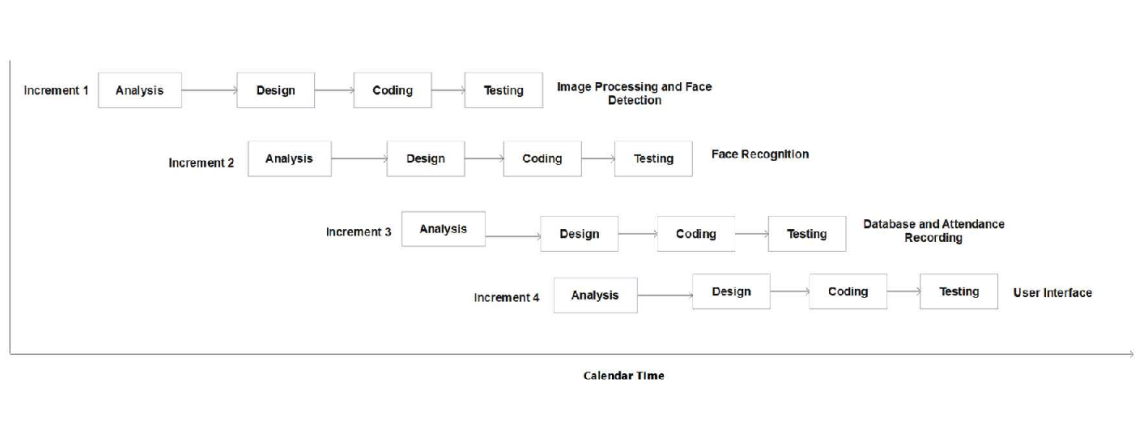 Increment 1 Analysis Design Coding Testing Image Processing and Face
Detection
Increment 2 Analysis Design Coding Testing Face Recognition
Increment 3 Analysis Design Coding Testing Database and Attendance
Recording
Increment 4 Analysis Design Coding Testing User Interface
Calendar Time